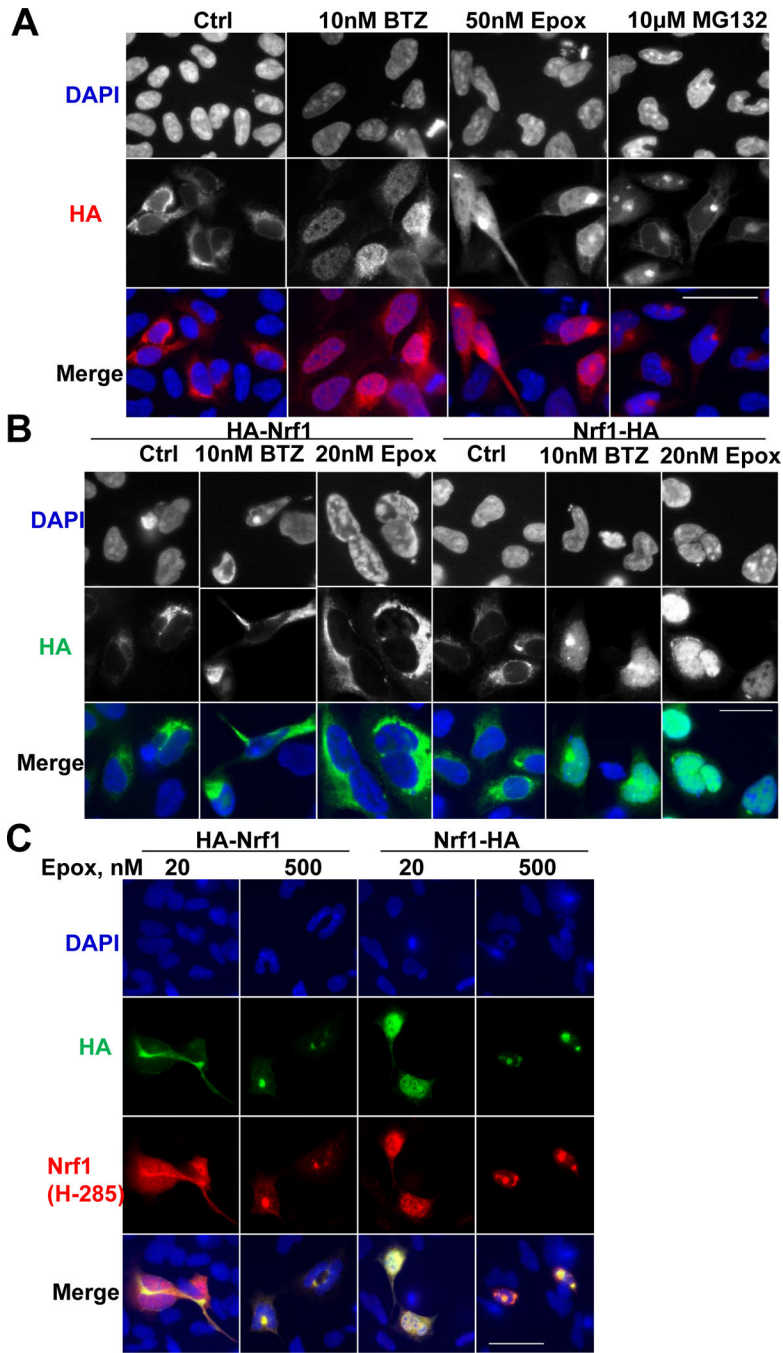 A
Ctrl 10nM BTZ 50nM Epox 10µM MG132
DAPI
HA
Merge
B
HA-Nrf1 Nrf1-HA
Ctrl 10nM BTZ 20nM Epox Ctrl 10nM BTZ 20nM Epox
DAPI
HA
Merge
C
HA-Nrf1 Nrf1-HA
Epox, nM 20 500 20 500
DAPI
HA
Nrf1
(H-285)
Merge